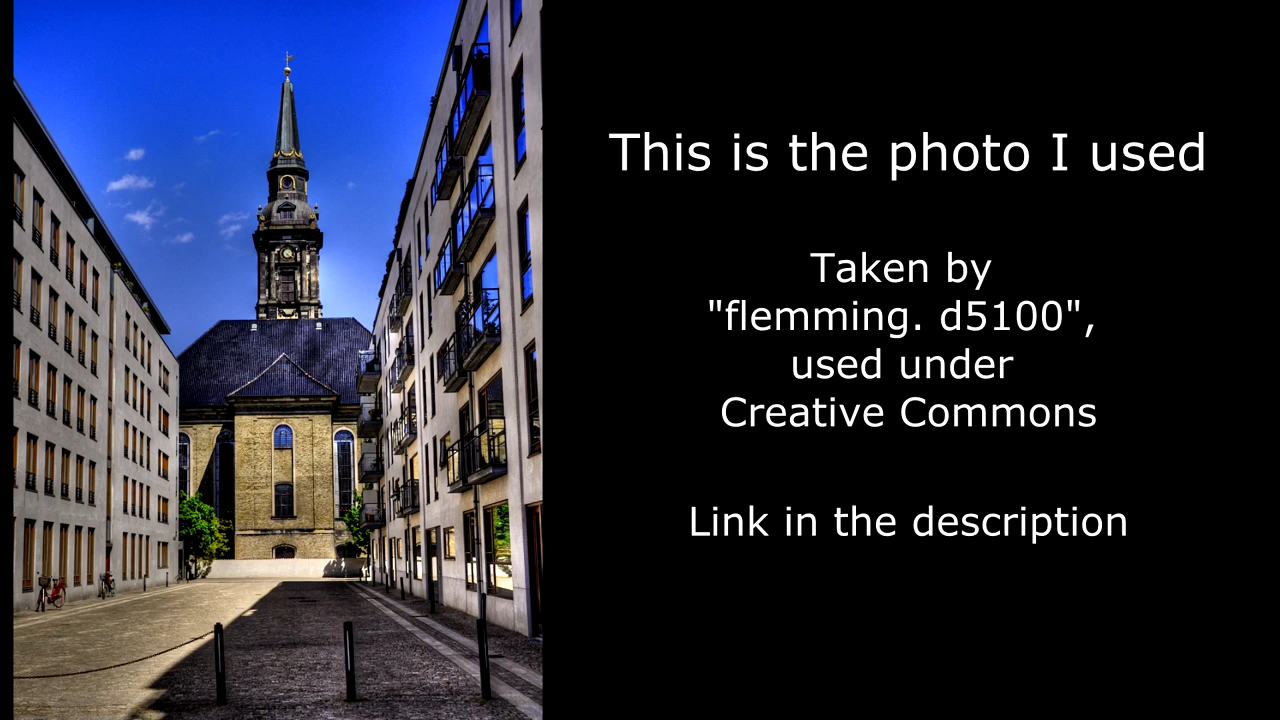 This is the photo I used
Taken by
"flemming. d5100",
used under
Creative Commons
Link in the description